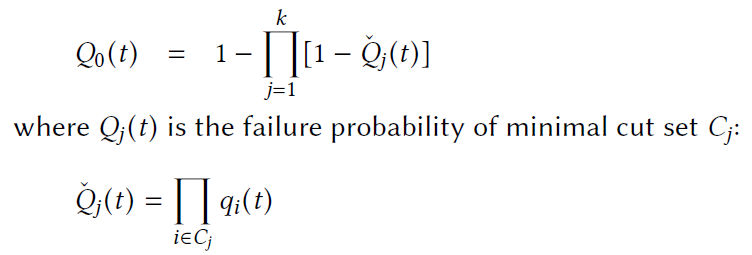 Q₀(t) = 1 − ∏_{j=1}^{k} [1 − Q̌ⱼ(t)]
where Qⱼ(t) is the failure probability of minimal cut set Cⱼ:
Q̌ⱼ(t) = ∏_{i∈Cⱼ} qᵢ(t)